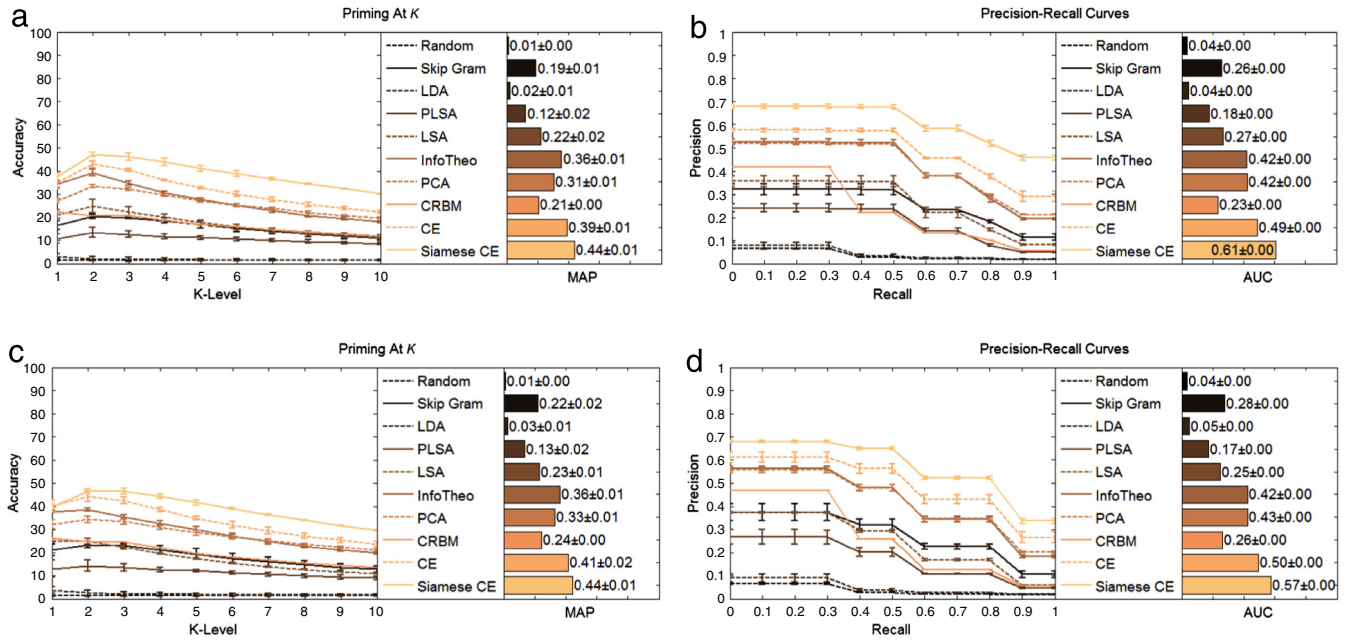 a
Priming At K
100
90
80
70
60
50
40
30
20
10
0
Accuracy
1 2 3 4 5 6 7 8 9 10
K-Level
Random 0.01±0.00
Skip Gram 0.19±0.01
LDA 0.02±0.01
PLSA 0.12±0.02
LSA 0.22±0.02
InfoTheo 0.36±0.01
PCA 0.31±0.01
CRBM 0.21±0.00
CE 0.39±0.01
Siamese CE 0.44±0.01
MAP
b
Precision-Recall Curves
1
0.9
0.8
0.7
0.6
0.5
0.4
0.3
0.2
0.1
0
Precision
0 0.1 0.2 0.3 0.4 0.5 0.6 0.7 0.8 0.9 1
Recall
Random 0.04±0.00
Skip Gram 0.26±0.00
LDA 0.04±0.00
PLSA 0.18±0.00
LSA 0.27±0.00
InfoTheo 0.42±0.00
PCA 0.42±0.00
CRBM 0.23±0.00
CE 0.49±0.00
Siamese CE 0.61±0.00
AUC
c
Priming At K
100
90
80
70
60
50
40
30
20
10
0
Accuracy
1 2 3 4 5 6 7 8 9 10
K-Level
Random 0.01±0.00
Skip Gram 0.22±0.02
LDA 0.03±0.01
PLSA 0.13±0.02
LSA 0.23±0.01
InfoTheo 0.36±0.01
PCA 0.33±0.01
CRBM 0.24±0.00
CE 0.41±0.02
Siamese CE 0.44±0.01
MAP
d
Precision-Recall Curves
1
0.9
0.8
0.7
0.6
0.5
0.4
0.3
0.2
0.1
0
Precision
0 0.1 0.2 0.3 0.4 0.5 0.6 0.7 0.8 0.9 1
Recall
Random 0.04±0.00
Skip Gram 0.28±0.00
LDA 0.05±0.00
PLSA 0.17±0.00
LSA 0.25±0.00
InfoTheo 0.42±0.00
PCA 0.43±0.00
CRBM 0.26±0.00
CE 0.50±0.00
Siamese CE 0.57±0.00
AUC